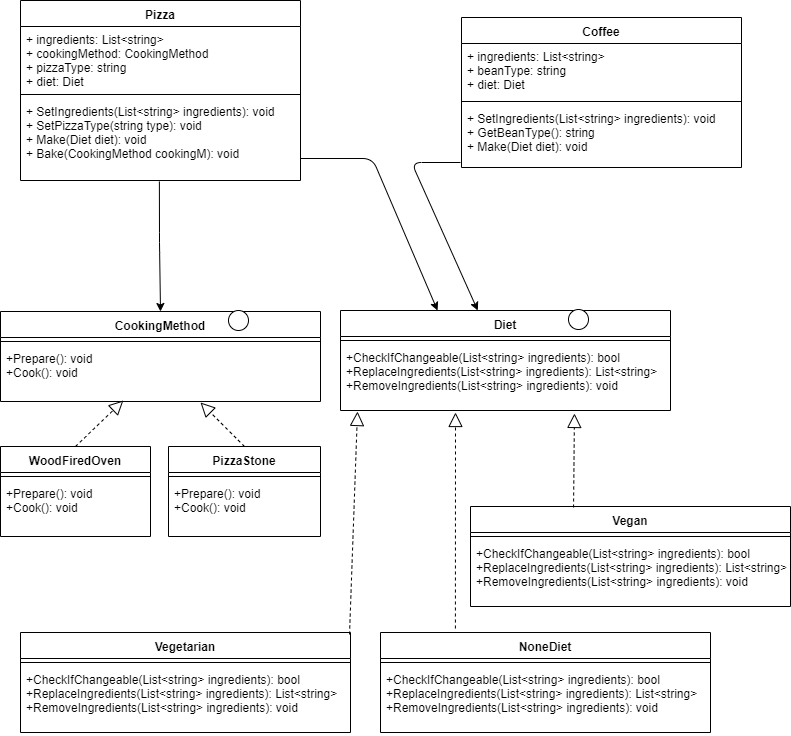 Pizza
+ ingredients: List<string>
+ cookingMethod: CookingMethod
+ pizzaType: string
+ diet: Diet
+ SetIngredients(List<string> ingredients): void
+ SetPizzaType(string type): void
+ Make(Diet diet): void
+ Bake(CookingMethod cookingM): void
Coffee
+ ingredients: List<string>
+ beanType: string
+ diet: Diet
+ SetIngredients(List<string> ingredients): void
+ GetBeanType(): string
+ Make(Diet diet): void
CookingMethod
+Prepare(): void
+Cook(): void
Diet
+CheckIfChangeable(List<string> ingredients): bool
+ReplaceIngredients(List<string> ingredients): List<string>
+RemoveIngredients(List<string> ingredients): void
WoodFiredOven
+Prepare(): void
+Cook(): void
PizzaStone
+Prepare(): void
+Cook(): void
Vegan
+CheckIfChangeable(List<string> ingredients): bool
+ReplaceIngredients(List<string> ingredients): List<string>
+RemoveIngredients(List<string> ingredients): void
Vegetarian
+CheckIfChangeable(List<string> ingredients): bool
+ReplaceIngredients(List<string> ingredients): List<string>
+RemoveIngredients(List<string> ingredients): void
NoneDiet
+CheckIfChangeable(List<string> ingredients): bool
+ReplaceIngredients(List<string> ingredients): List<string>
+RemoveIngredients(List<string> ingredients): void